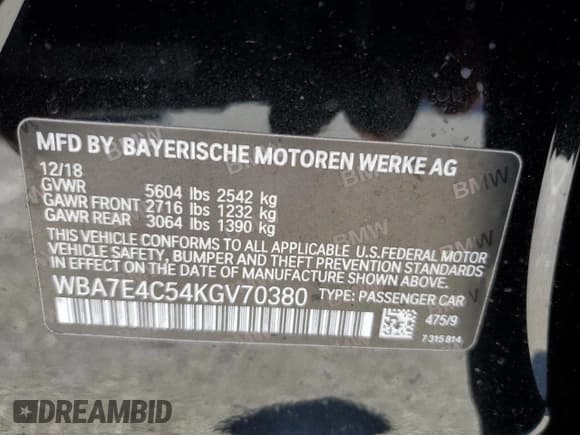 MFD BY BAYERISCHE MOTOREN WERKE AG
12/18
GVWR 5604 lbs 2542 kg
GAWR FRONT 2716 lbs 1232 kg
GAWR REAR 3064 lbs 1390 kg
THIS VEHICLE CONFORMS TO ALL APPLICABLE U.S.FEDERAL MOTOR
VEHICLE SAFETY, BUMPER AND THEFT PREVENTION STANDARDS
IN EFFECT ON THE DATE OF MANUFACTURE SHOWN ABOVE.
WBA7E4C54KGV70380 TYPE: PASSENGER CAR
475/9
7 315 814
DREAMBID